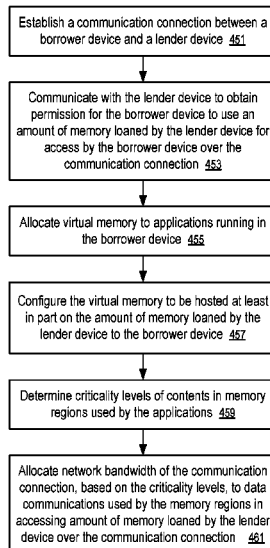 Establish a communication connection between a
borrower device and a lender device 451
Communicate with the lender device to obtain
permission for the borrower device to use an
amount of memory loaned by the lender device for
access by the borrower device over the
communication connection 453
Allocate virtual memory to applications running in
the borrower device 455
Configure the virtual memory to be hosted at least
in part on the amount of memory loaned by the
lender device to the borrower device 457
Determine criticality levels of contents in memory
regions used by the applications 459
Allocate network bandwidth of the communication
connection, based on the criticality levels, to data
communications used by the memory regions in
accessing amount of memory loaned by the lender
device over the communication connection 461